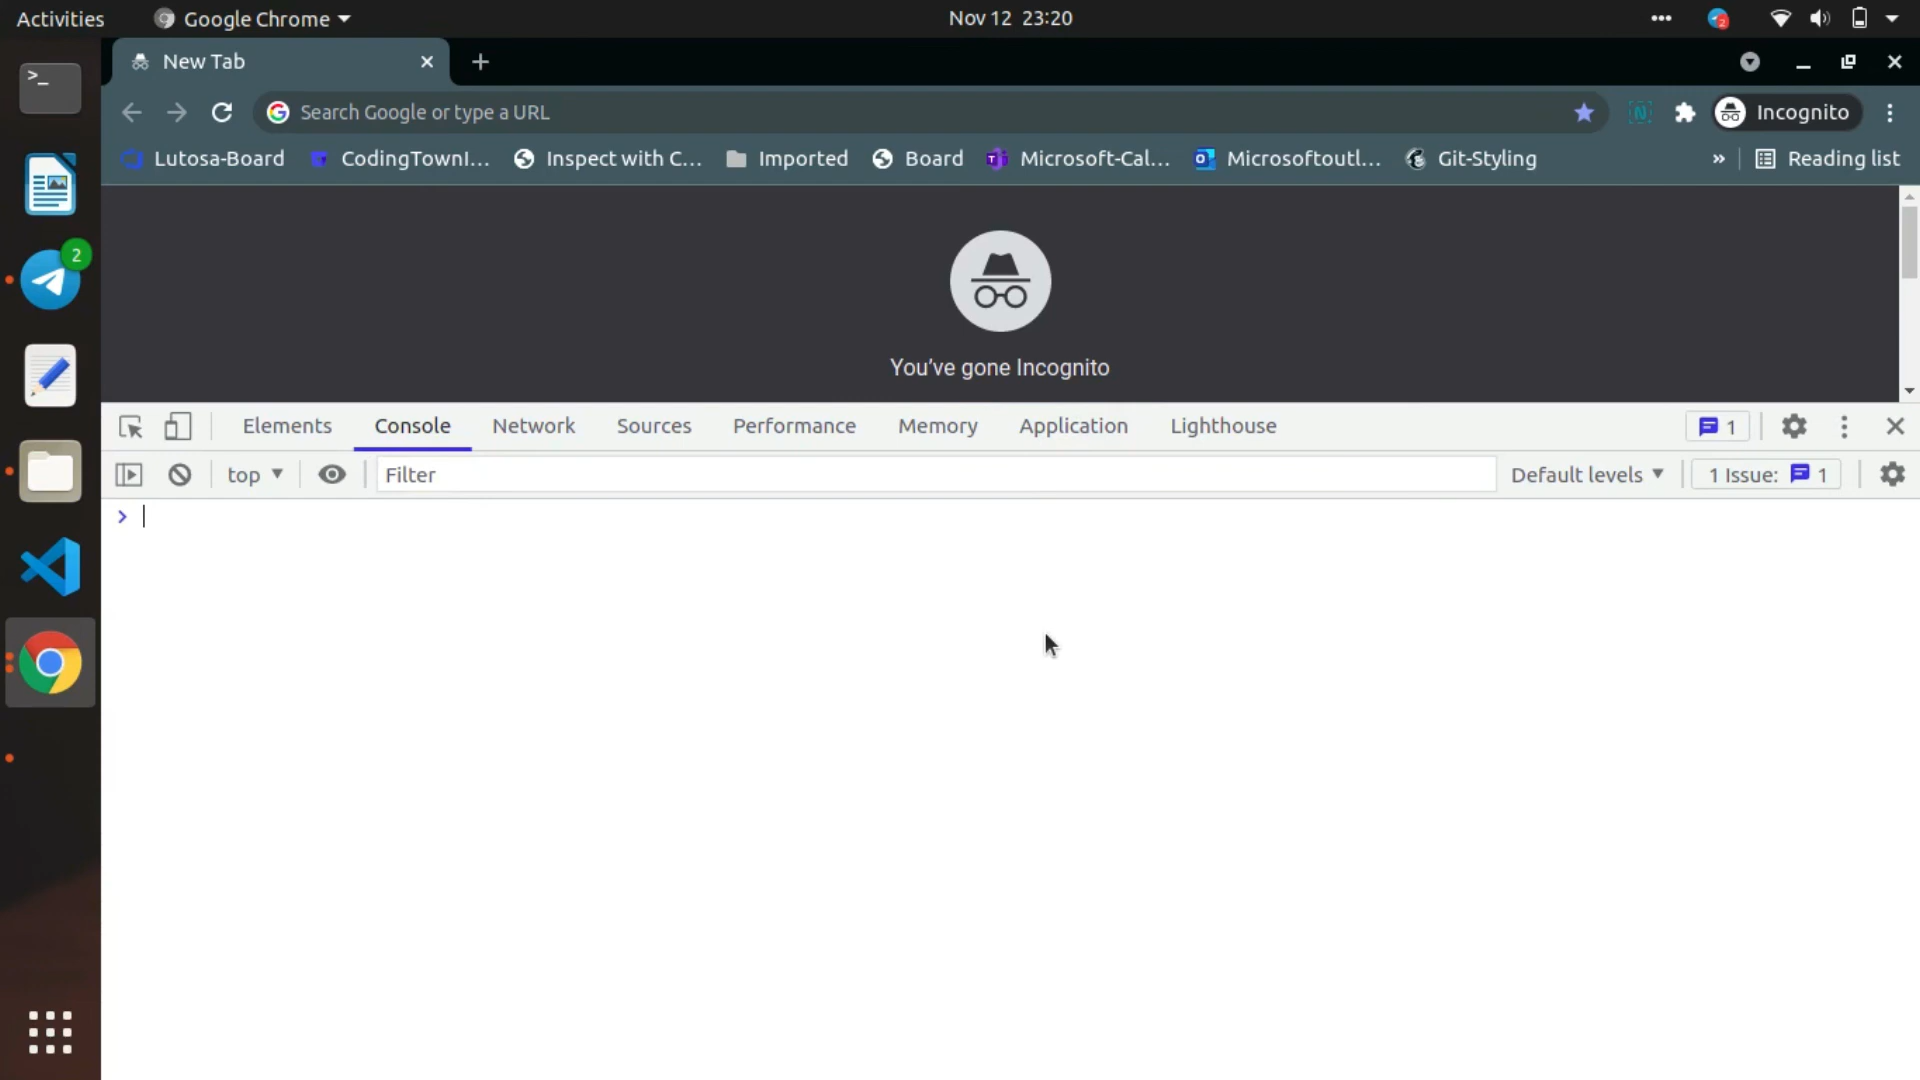 Activities
Google Chrome
Nov 12 23:20
2
New Tab
Search Google or type a URL
Incognito
Lutosa-Board
CodingTownI...
Inspect with C...
Imported
Board
Microsoft-Cal...
Microsoftoutl...
Git-Styling
»
Reading list
>_
2
You've gone Incognito
Elements
Console
Network
Sources
Performance
Memory
Application
Lighthouse
1
top
Filter
Default levels
1 Issue: 1
>